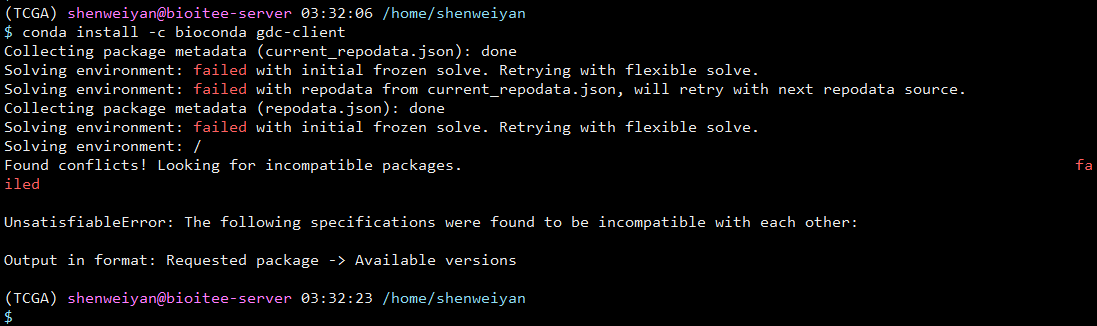 (TCGA) shenweiyan@bioitee-server 03:32:06 /home/shenweiyan
$ conda install -c bioconda gdc-client
Collecting package metadata (current_repodata.json): done
Solving environment: failed with initial frozen solve. Retrying with flexible solve.
Solving environment: failed with repodata from current_repodata.json, will retry with next repodata source.
Collecting package metadata (repodata.json): done
Solving environment: failed with initial frozen solve. Retrying with flexible solve.
Solving environment: /
Found conflicts! Looking for incompatible packages. fa
iled
UnsatisfiableError: The following specifications were found to be incompatible with each other:
Output in format: Requested package -> Available versions
(TCGA) shenweiyan@bioitee-server 03:32:23 /home/shenweiyan
$